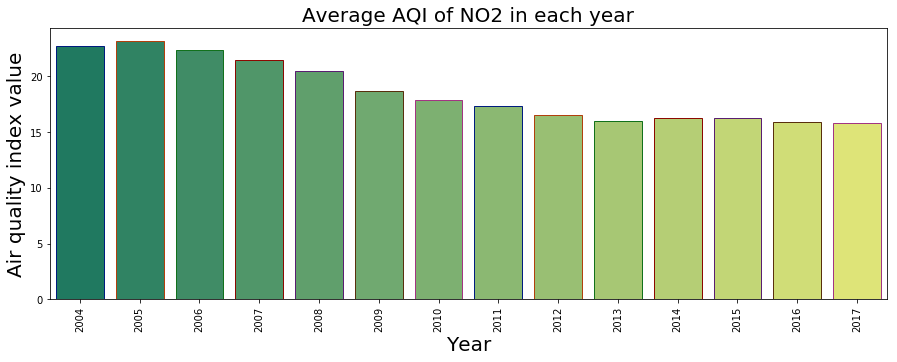 Average AQI of NO2 in each year
Air quality index value
20
15
10
5
0
2004 2005 2006 2007 2008 2009 2010 2011 2012 2013 2014 2015 2016 2017
Year